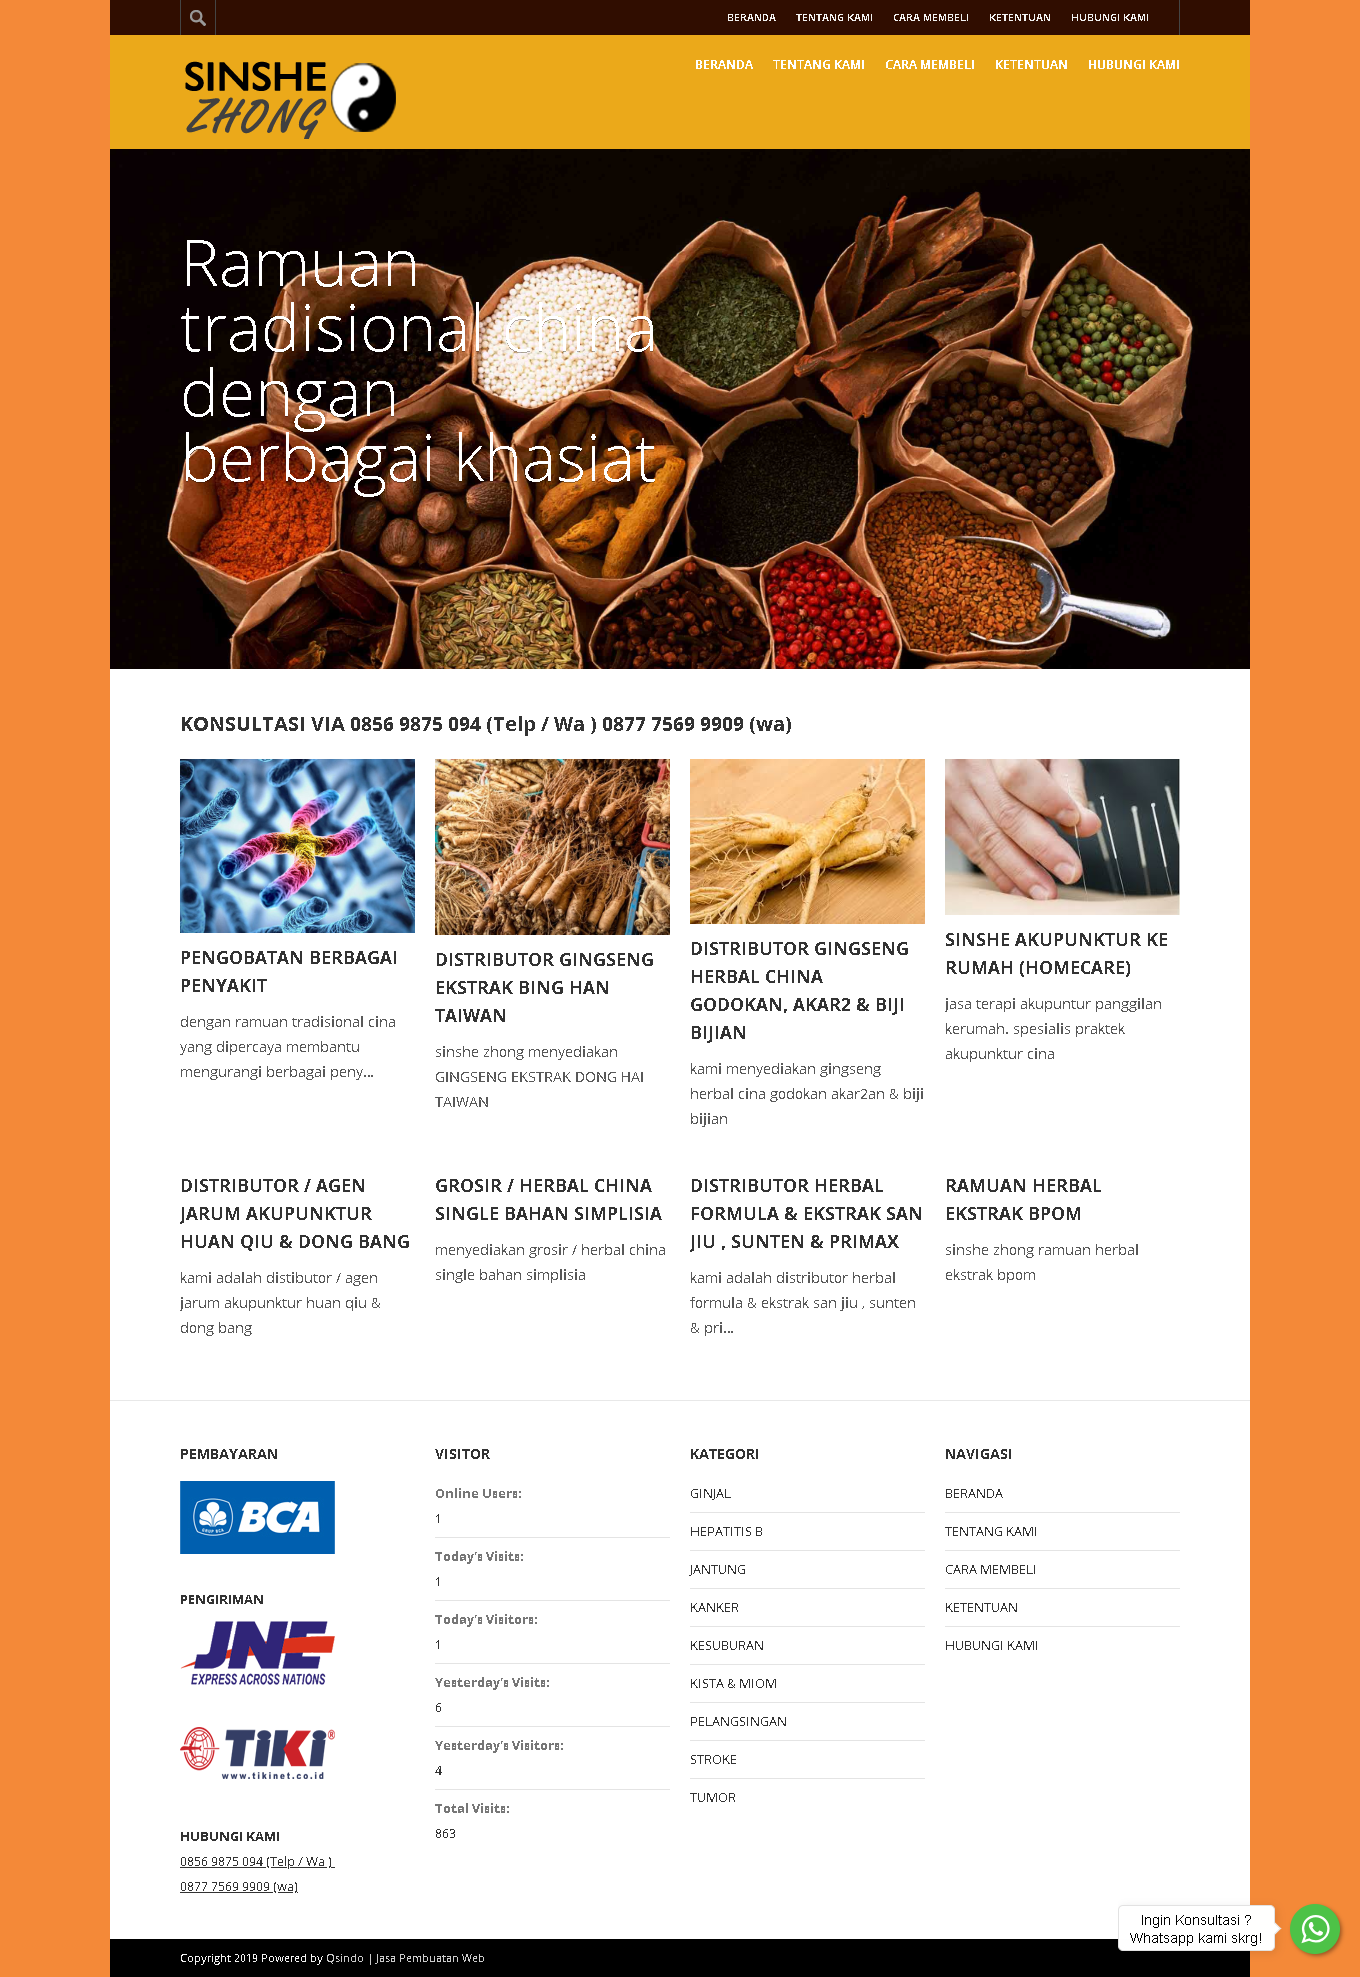 BERANDA TENTANG KAMI CARA MEMBELI KETENTUAN HUBUNGI KAMI
SINSHE
ZHONG
BERANDA TENTANG KAMI CARA MEMBELI KETENTUAN HUBUNGI KAMI
Ramuan
tradisional china
dengan
berbagai khasiat
KONSULTASI VIA 0856 9875 094 (Telp / Wa ) 0877 7569 9909 (wa)
PENGOBATAN BERBAGAI
PENYAKIT
dengan ramuan tradisional cina
yang dipercaya membantu
mengurangi berbagai peny...
DISTRIBUTOR GINGSENG
EKSTRAK BING HAN
TAIWAN
sinshe zhong menyediakan
GINGSENG EKSTRAK DONG HAI
TAIWAN
DISTRIBUTOR GINGSENG
HERBAL CHINA
GODOKAN, AKAR2 & BIJI
BIJIAN
kami menyediakan gingseng
herbal cina godokan akar2an & biji
bijian
SINSHE AKUPUNKTUR KE
RUMAH (HOMECARE)
jasa terapi akupuntur panggilan
kerumah. spesialis praktek
akupunktur cina
DISTRIBUTOR / AGEN
JARUM AKUPUNKTUR
HUAN QIU & DONG BANG
kami adalah distibutor / agen
jarum akupunktur huan qiu &
dong bang
GROSIR / HERBAL CHINA
SINGLE BAHAN SIMPLISIA
menyediakan grosir / herbal china
single bahan simplisia
DISTRIBUTOR HERBAL
FORMULA & EKSTRAK SAN
JIU , SUNTEN & PRIMAX
kami adalah distributor herbal
formula & ekstrak san jiu , sunten
& pri...
RAMUAN HERBAL
EKSTRAK BPOM
sinshe zhong ramuan herbal
ekstrak bpom
PEMBAYARAN
BCA
PENGIRIMAN
JNE
EXPRESS ACROSS NATIONS
TIKI®
www.tikinet.co.id
HUBUNGI KAMI
0856 9875 094 (Telp / Wa )
0877 7569 9909 (wa)
VISITOR
Online Users:
1
Today's Visits:
1
Today's Visitors:
1
Yesterday's Visits:
6
Yesterday's Visitors:
4
Total Visits:
863
KATEGORI
GINJAL
HEPATITIS B
JANTUNG
KANKER
KESUBURAN
KISTA & MIOM
PELANGSINGAN
STROKE
TUMOR
NAVIGASI
BERANDA
TENTANG KAMI
CARA MEMBELI
KETENTUAN
HUBUNGI KAMI
Ingin Konsultasi ?
Whatsapp kami skrg!
Copyright 2019 Powered by Qsindo | Jasa Pembuatan Web